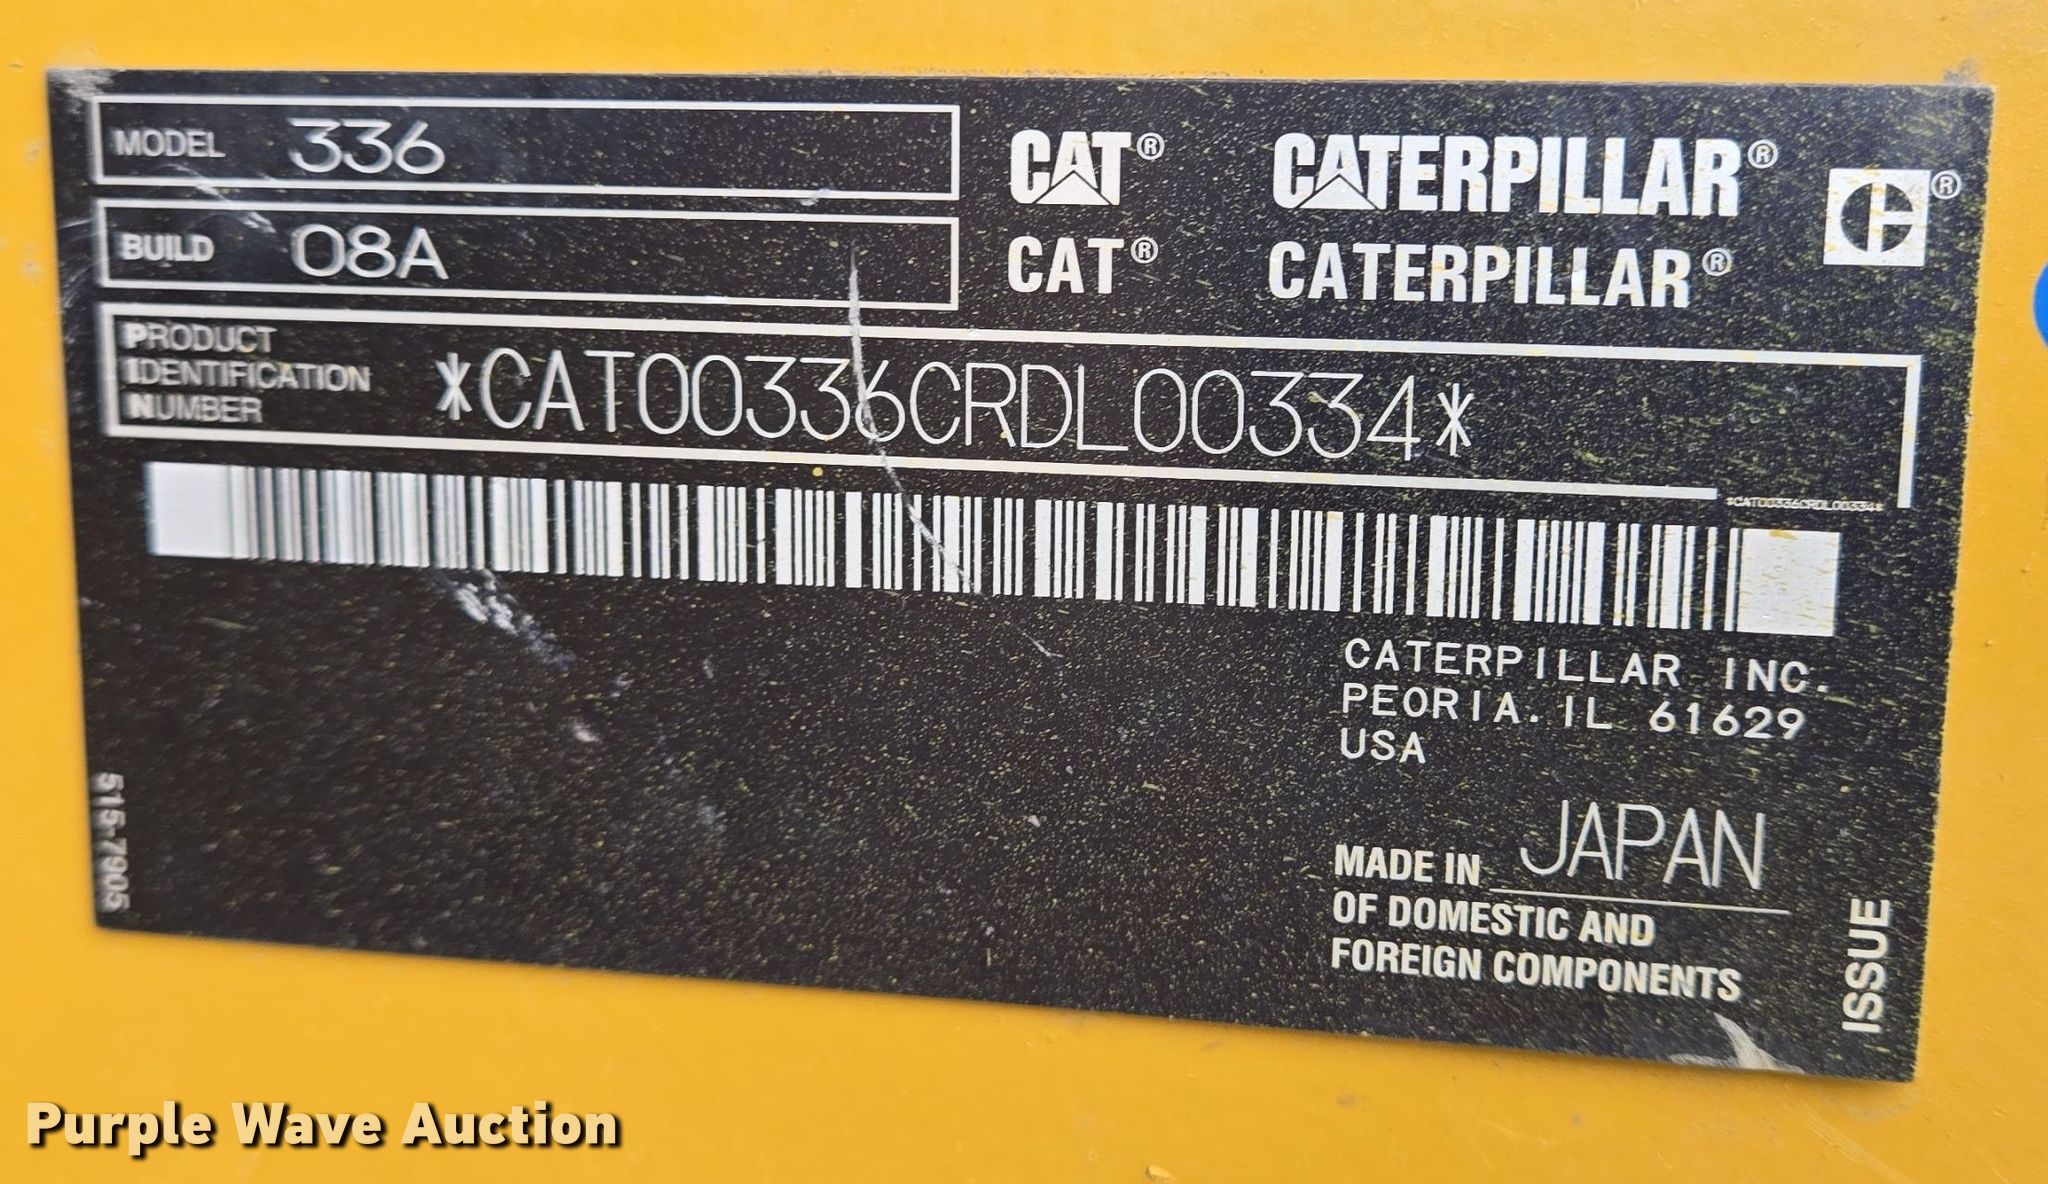 MODEL 336
BUILD 08A
CAT® CATERPILLAR® ®
CAT® CATERPILLAR®
PRODUCT
IDENTIFICATION
NUMBER
*CAT00336CRDL00334*
*CAT00336CRDL00334*
CATERPILLAR INC.
PEORIA. IL 61629
USA
MADE IN JAPAN
OF DOMESTIC AND
FOREIGN COMPONENTS
ISSUE
515-7905
Purple Wave Auction